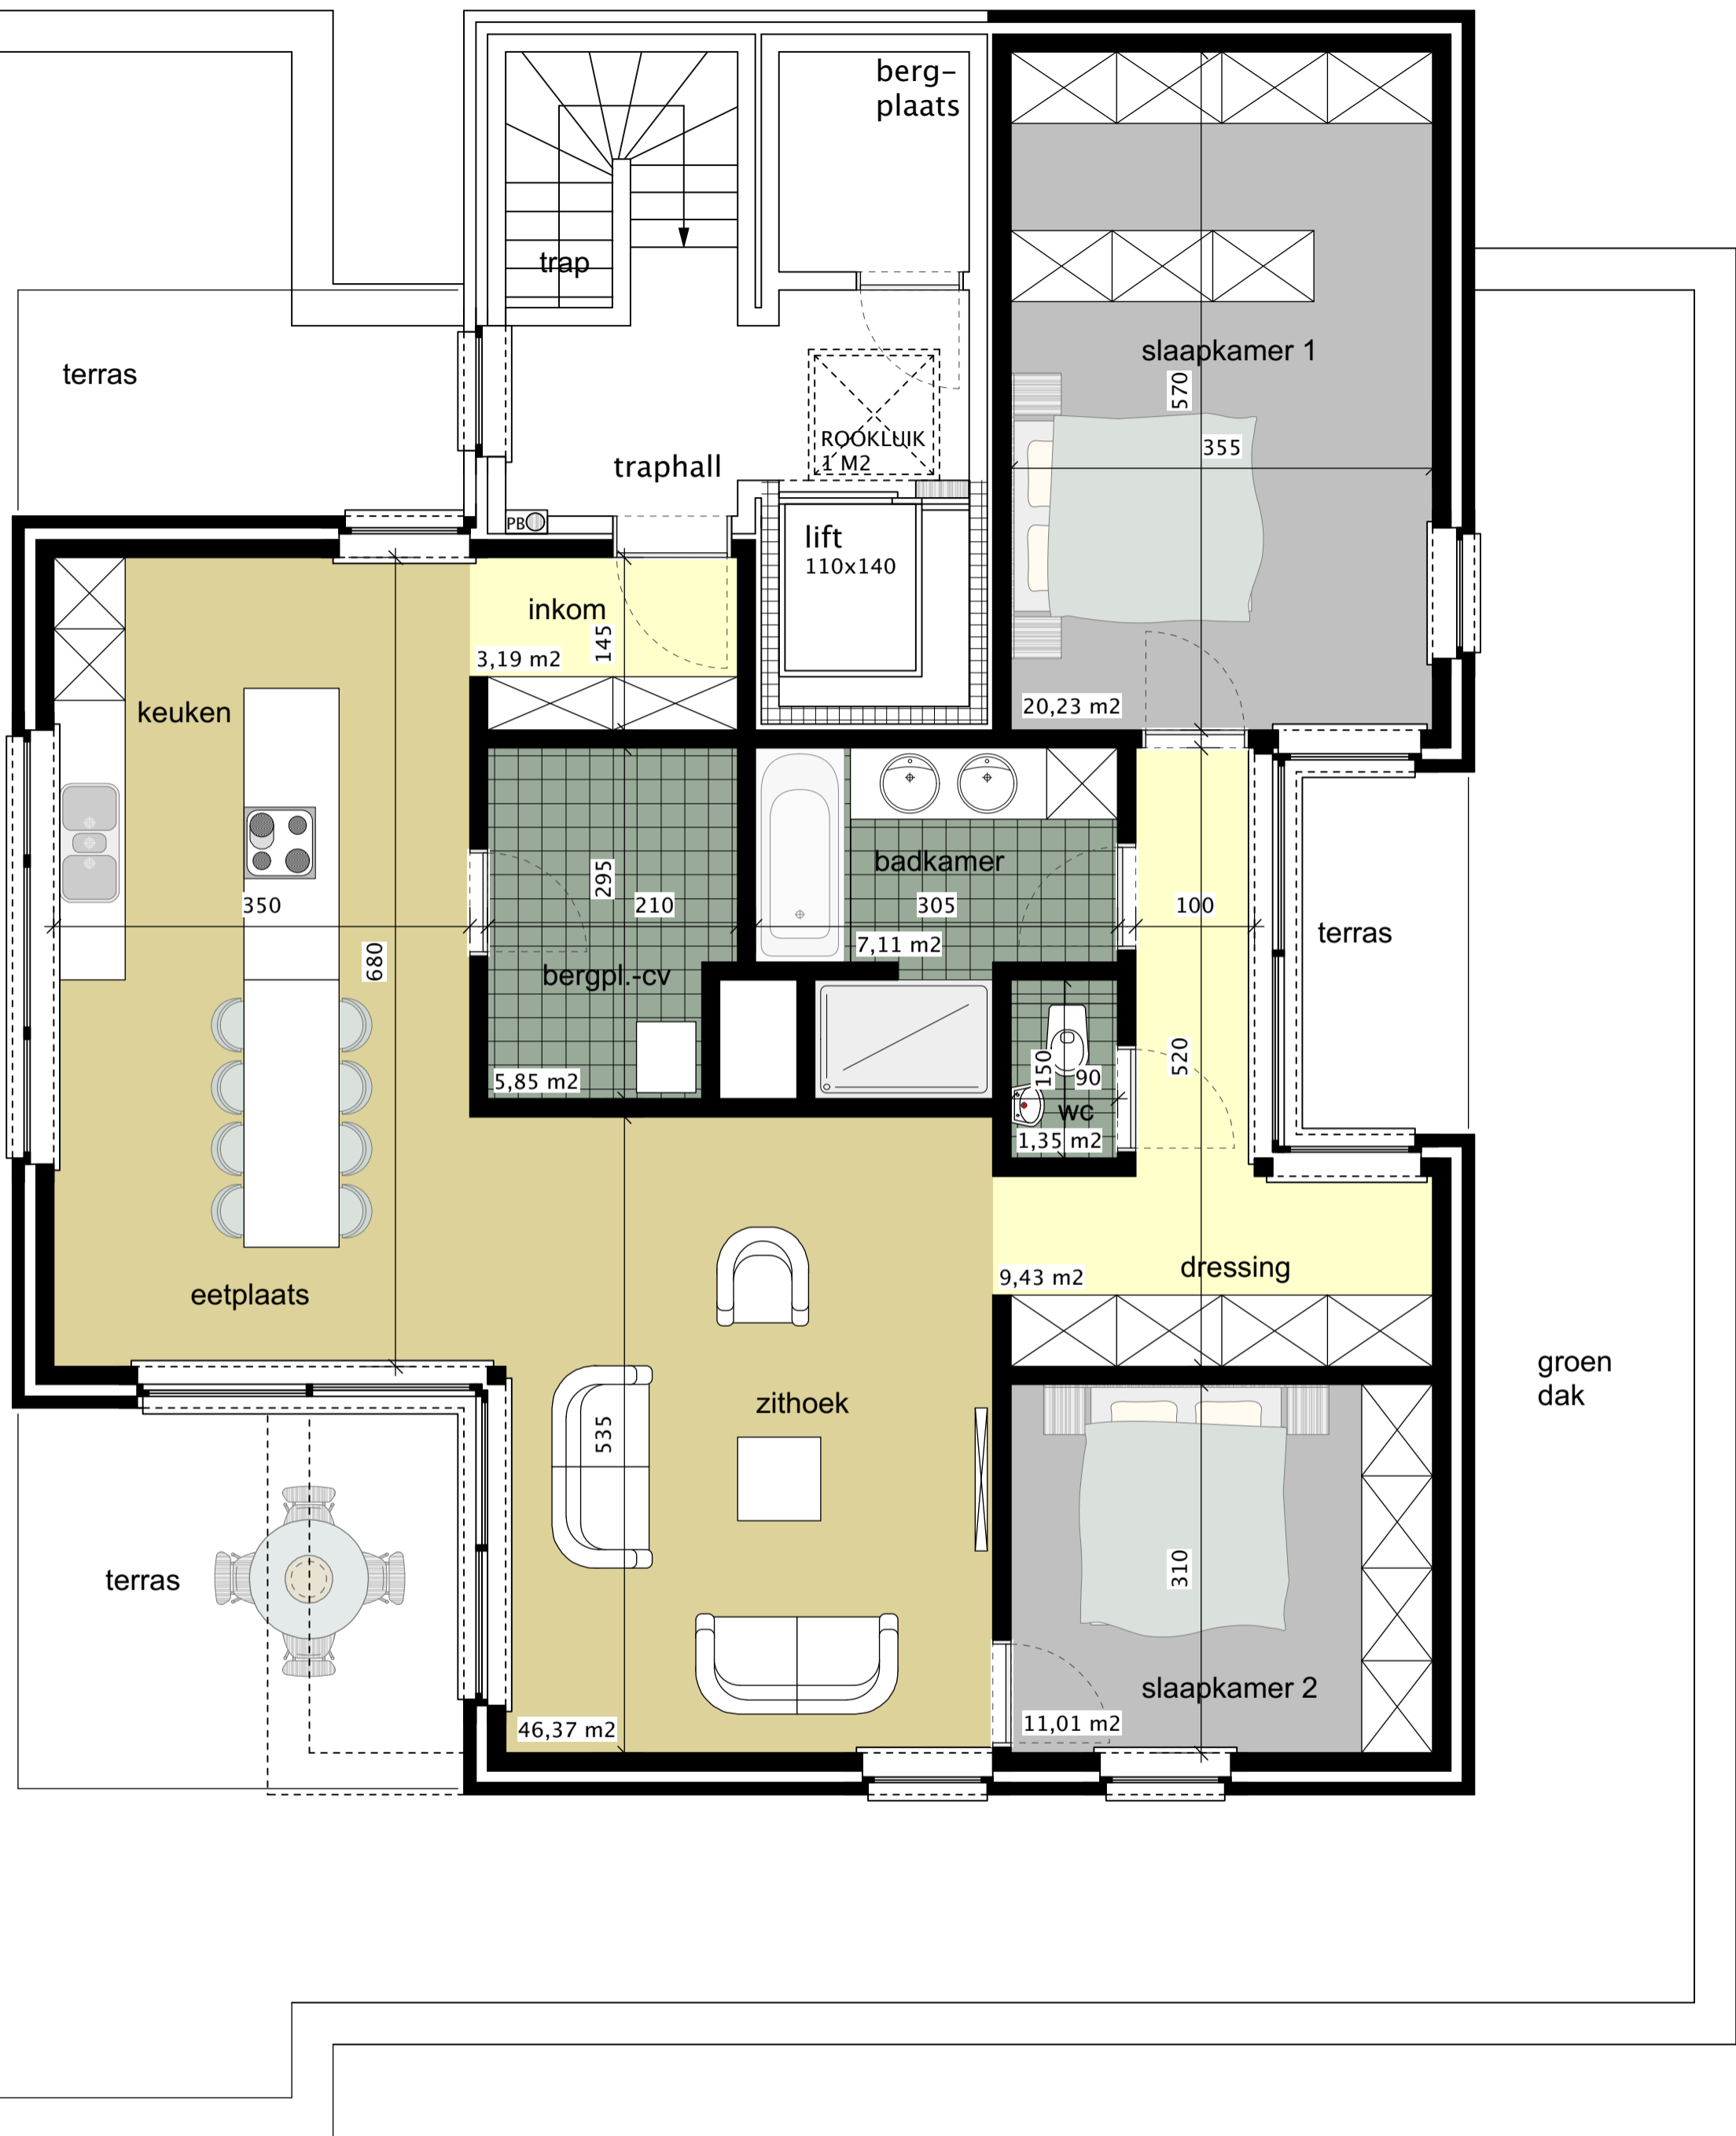 berg-
plaats
trap
slaapkamer 1
terras
570
ROOKLUIK
1 M2
355
traphall
PB
lift
110x140
inkom
145
3,19 m2
20,23 m2
keuken
badkamer
295
350
210
305
100
7,11 m2
terras
680
bergpl.-cv
520
150
90
5,85 m2
wc
1,35 m2
dressing
9,43 m2
eetplaats
groen
dak
zithoek
535
310
terras
slaapkamer 2
46,37 m2
11,01 m2